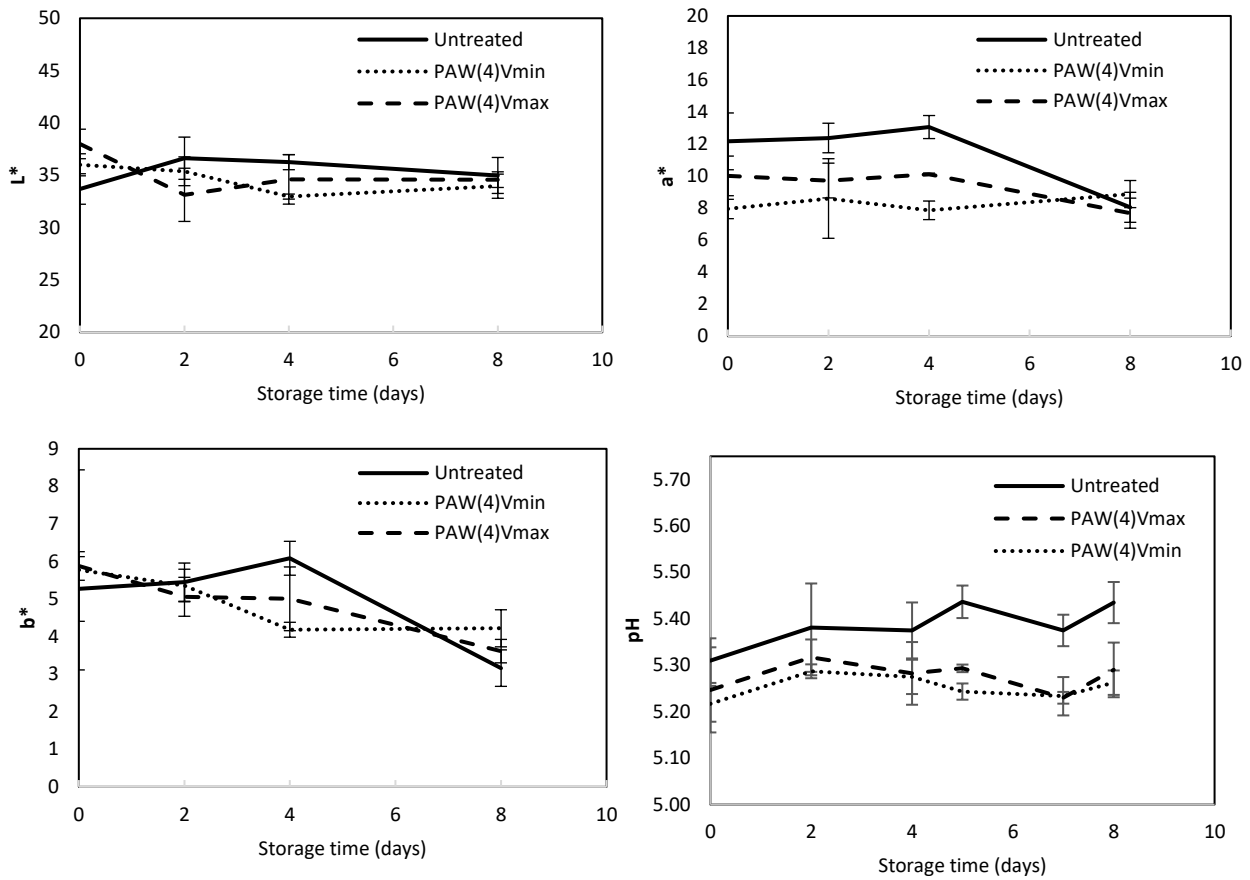 50
45
40
35
30
25
20
L*
Untreated
PAW(4)Vmin
PAW(4)Vmax
0 2 4 6 8 10
Storage time (days)
20
18
16
14
12
10
8
6
4
2
0
a*
Untreated
PAW(4)Vmin
PAW(4)Vmax
0 2 4 6 8 10
Storage time (days)
9
8
7
6
5
4
3
2
1
0
b*
Untreated
PAW(4)Vmin
PAW(4)Vmax
0 2 4 6 8 10
Storage time (days)
5.70
5.60
5.50
5.40
5.30
5.20
5.10
5.00
pH
Untreated
PAW(4)Vmax
PAW(4)Vmin
0 2 4 6 8 10
Storage time (days)